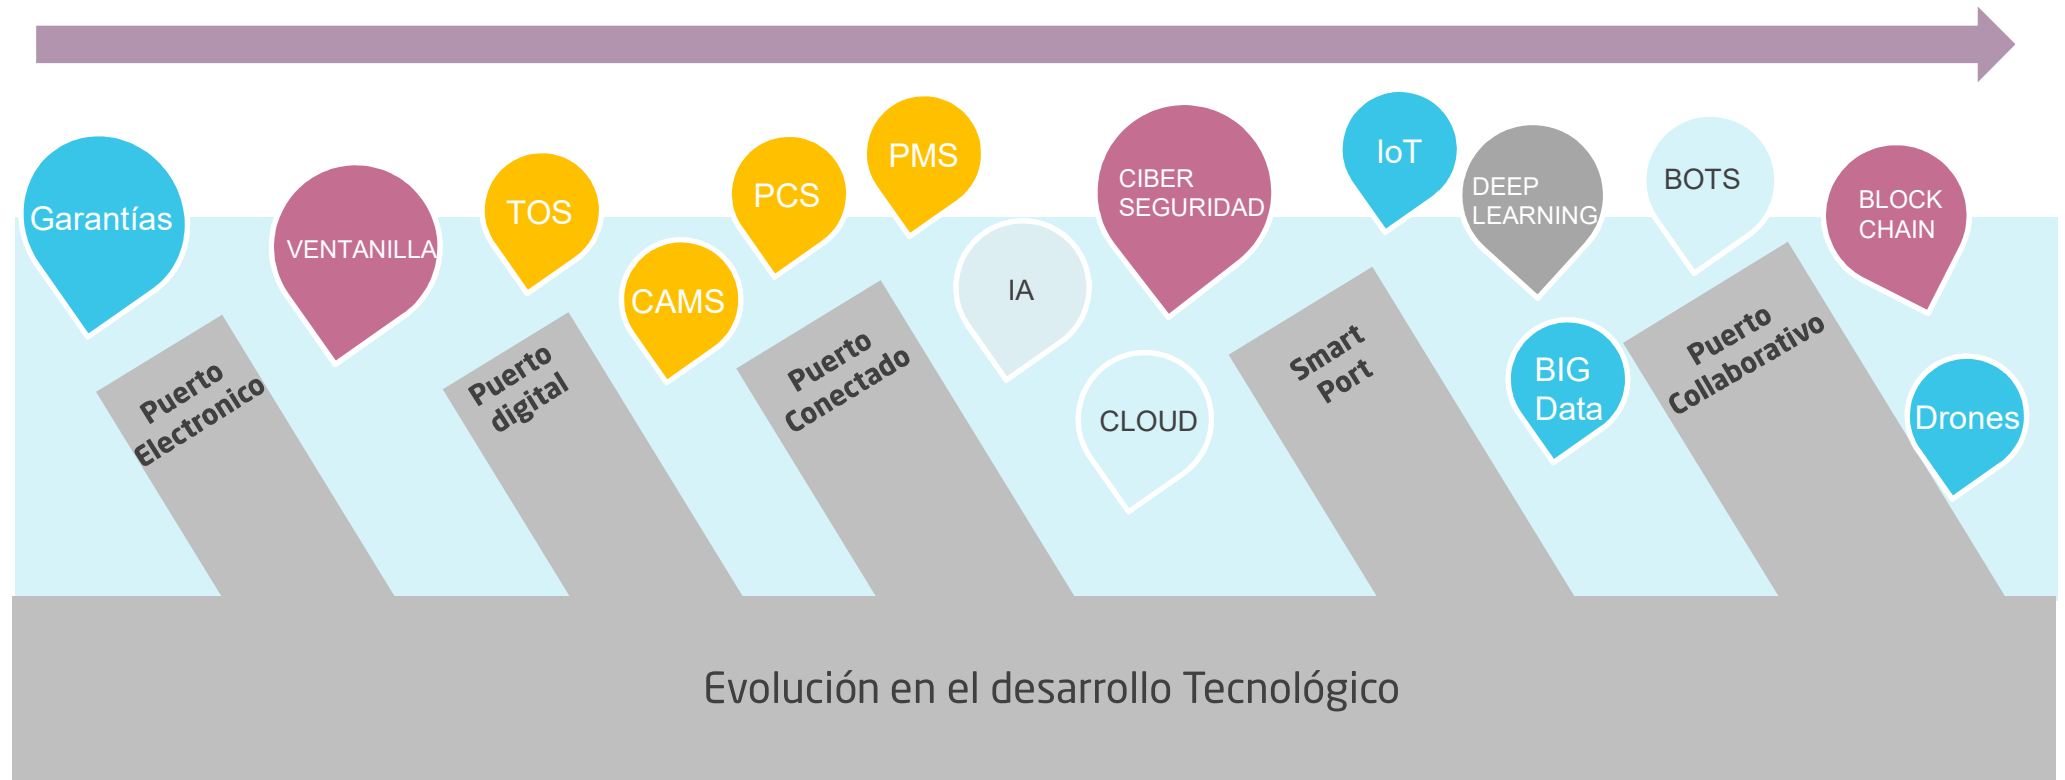 Garantías
VENTANILLA
TOS
CAMS
PCS
PMS
IA
CIBER
SEGURIDAD
CLOUD
IoT
DEEP
LEARNING
BIG
Data
BOTS
BLOCK
CHAIN
Drones
Puerto
Electronico
Puerto
digital
Puerto
Conectado
Smart
Port
Puerto
Collaborativo
Evolución en el desarrollo Tecnológico